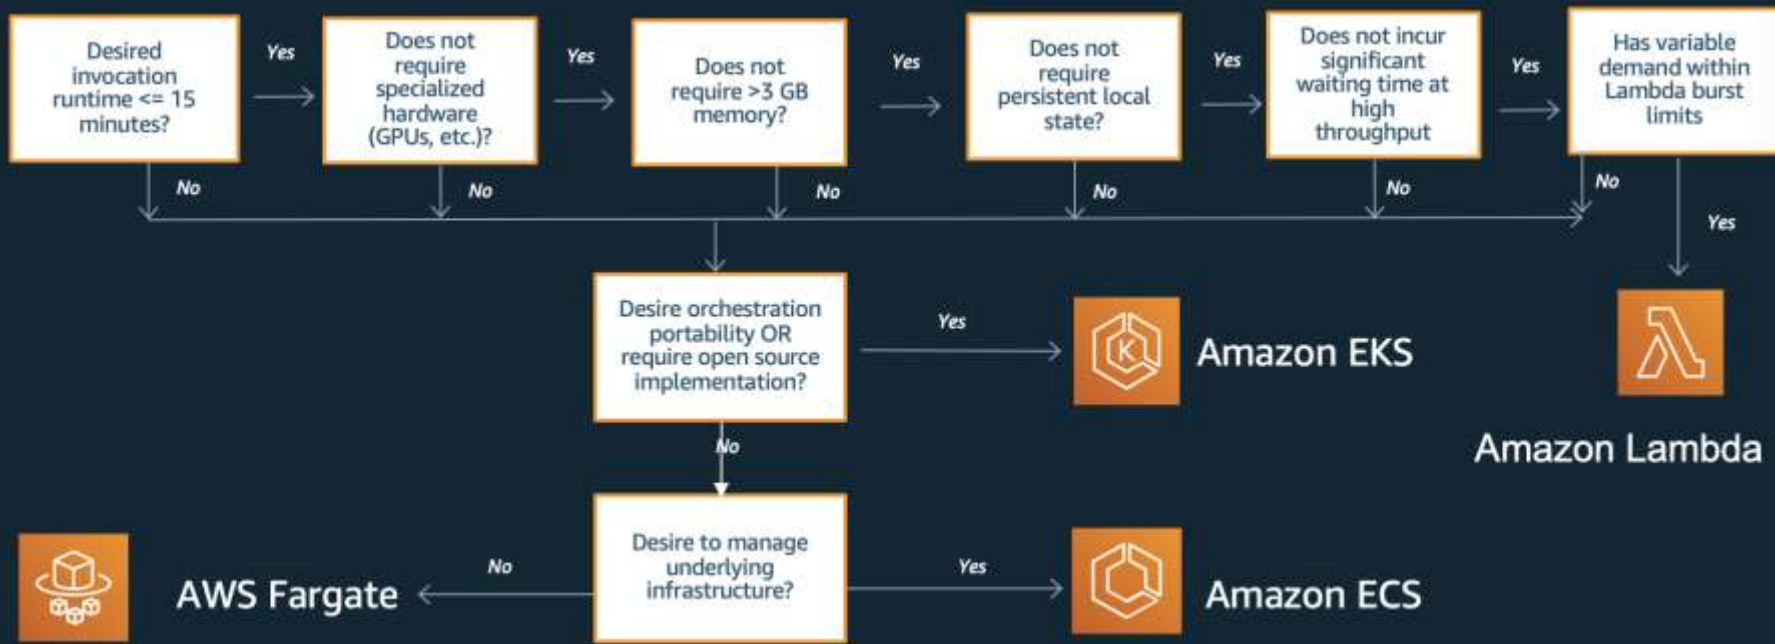 Desired
invocation
runtime <= 15
minutes?
Yes
Does not
require
specialized
hardware
(GPUs, etc.)?
Yes
Does not
require >3 GB
memory?
Yes
Does not
require
persistent local
state?
Yes
Does not incur
significant
waiting time at
high
throughput
Yes
Has variable
demand within
Lambda burst
limits
No
No
No
No
No
No
Yes
Desire orchestration
portability OR
require open source
implementation?
Yes
K
Amazon EKS
Amazon Lambda
No
Desire to manage
underlying
infrastructure?
No
AWS Fargate
Yes
Amazon ECS